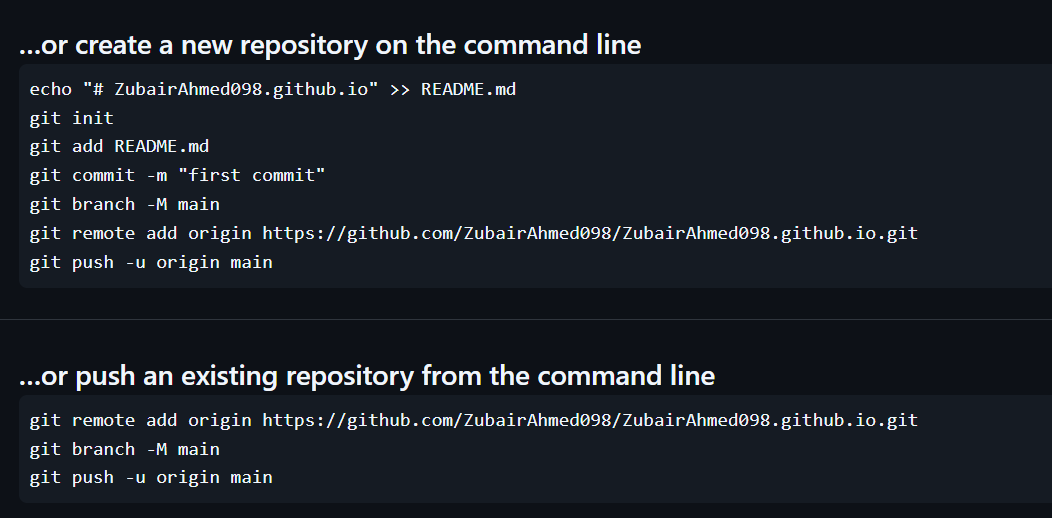 ...or create a new repository on the command line
echo "# ZubairAhmed098.github.io" >> README.md
git init
git add README.md
git commit -m "first commit"
git branch -M main
git remote add origin https://github.com/ZubairAhmed098/ZubairAhmed098.github.io.git
git push -u origin main
...or push an existing repository from the command line
git remote add origin https://github.com/ZubairAhmed098/ZubairAhmed098.github.io.git
git branch -M main
git push -u origin main